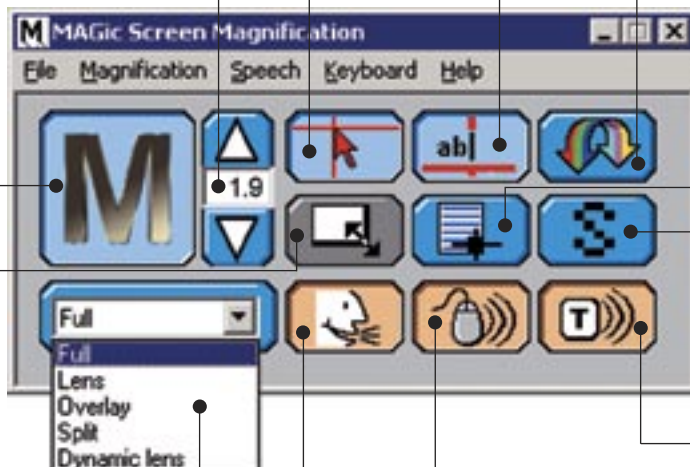 M MAGic Screen Magnification
File Magnification Speech Keyboard Help
M
1.9
ab
S
Full
T
Full
Lens
Overlay
Split
Dynamic lens